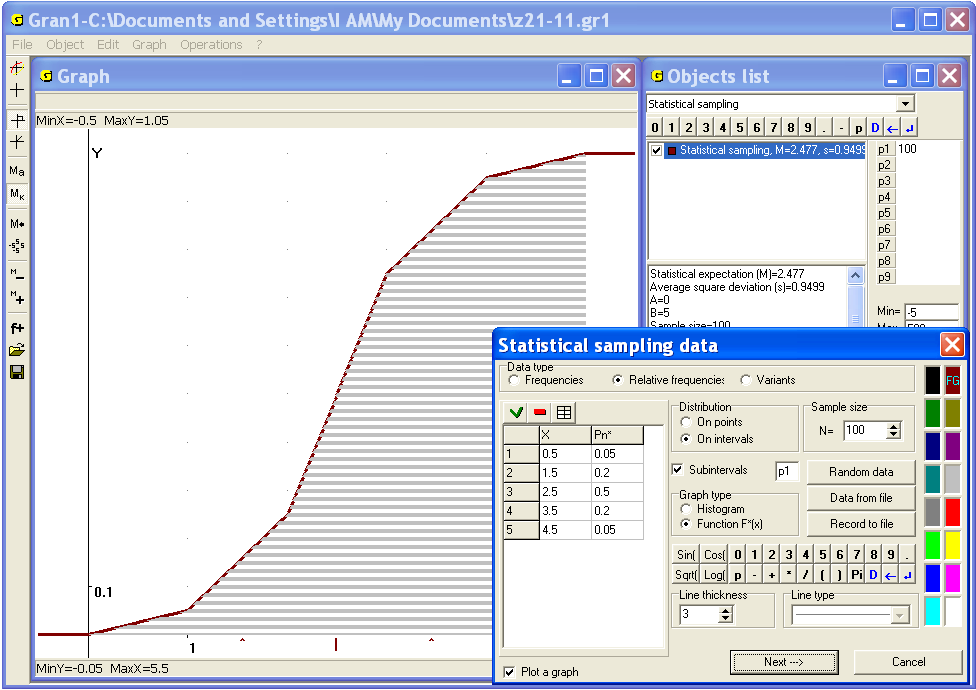 Gran1-C:\Documents and Settings\I AM\My Documents\z21-11.gr1
File Object Edit Graph Operations ?
Graph
MinX=-0.5 MaxY=1.05
Y
0.1
1
MinY=-0.05 MaxX=5.5
Ma
Mк
M
M
M
f+
Objects list
Statistical sampling
0 1 2 3 4 5 6 7 8 9 . - p D ←
Statistical sampling, M=2.477, s=0.9499
p1 100
p2
p3
p4
p5
p6
p7
p8
p9
Statistical expectation (M)=2.477
Average square deviation (s)=0.9499
A=0
B=5
Sample size=100
Min= -5
Statistical sampling data
Data type
Frequencies Relative frequencies Variants
X Pn*
1 0.5 0.05
2 1.5 0.2
3 2.5 0.5
4 3.5 0.2
5 4.5 0.05
Plot a graph
Distribution
On points
On intervals
Sample size
N= 100
Subintervals p1
Graph type
Histogram
Function F*(x)
Random data
Data from file
Record to file
Sin( Cos( 0 1 2 3 4 5 6 7 8 9 .
Sqrt( Log( p - + * / ( ) Pi D ←
Line thickness
3
Line type
FG
Next --->
Cancel